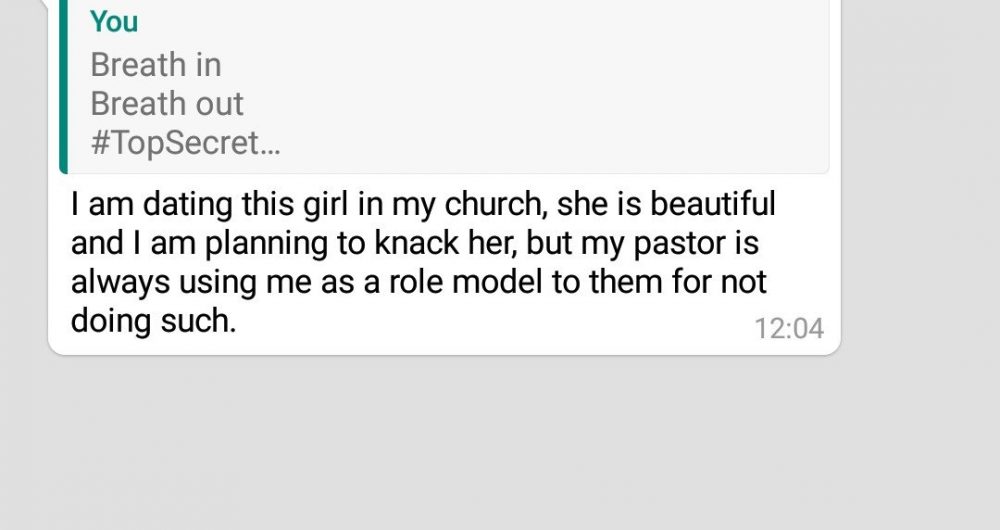 You
Breath in
Breath out
#TopSecret...
I am dating this girl in my church, she is beautiful
and I am planning to knack her, but my pastor is
always using me as a role model to them for not
doing such.
12:04